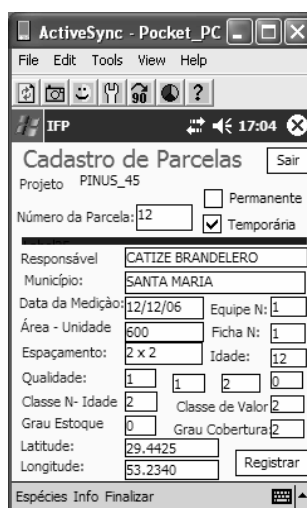 ActiveSync - Pocket_PC
File Edit Tools View Help
90 ?
IFP 17:04
Cadastro de Parcelas Sair
Projeto PINUS_45
Permanente
Número da Parcela: 12
Temporária
Responsável CATIZE BRANDELERO
Município: SANTA MARIA
Data da Medição: 12/12/06 Equipe N: 1
Área - Unidade 600 Ficha N: 1
Espaçamento: 2 x 2 Idade: 12
Qualidade: 1 1 2 0
Classe N- Idade 2 Classe de Valor 2
Grau Estoque 0 Grau Cobertura: 2
Latitude: 29.4425
Longitude: 53.2340 Registrar
Espécies Info Finalizar